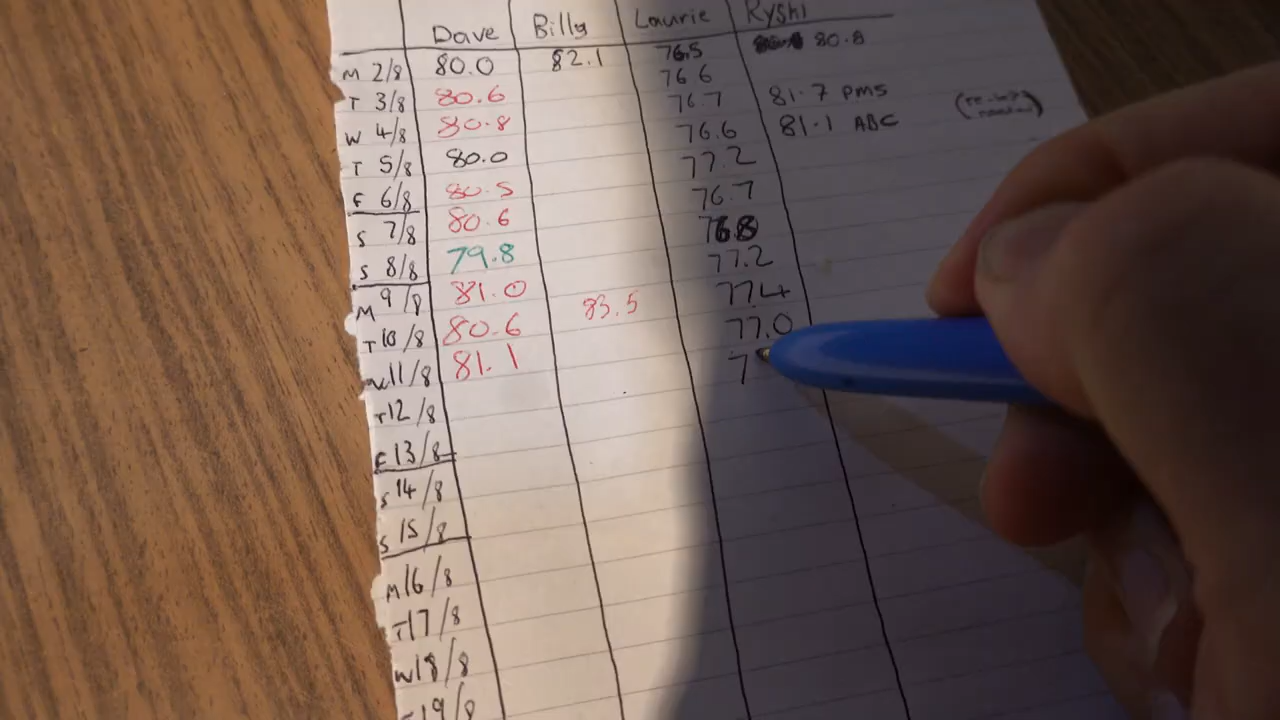 Dave Billy Laurie Ryshi
M 2/8 80.0 82.1 76.5 80.8
76.6
T 3/8 80.6 76.7 81.7 PMS
W 4/8 80.8 76.6 81.1 ABC
T 5/8 80.0 77.2
F 6/8 80.5 76.7
S 7/8 80.6 76.8
S 8/8 79.8 77.2
M 9/8 81.0 77.4
T 10/8 80.6 83.5 77.0
W 11/8 81.1 7
T 12/8
F 13/8
S 14/8
S 15/8
M 16/8
T 17/8
W 18/8
19/8